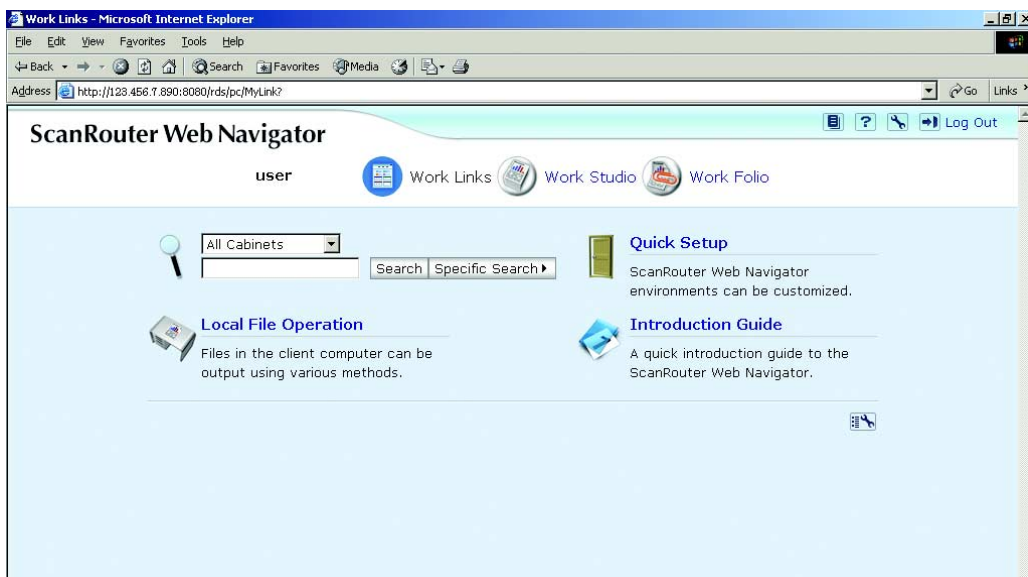 Work Links - Microsoft Internet Explorer
File Edit View Favorites Tools Help
Back Search Favorites Media
Address http://123.456.7.890:8080/rds/pc/MyLink? Go Links
ScanRouter Web Navigator
? Log Out
user Work Links Work Studio Work Folio
All Cabinets
Search Specific Search
Local File Operation
Files in the client computer can be
output using various methods.
Quick Setup
ScanRouter Web Navigator
environments can be customized.
Introduction Guide
A quick introduction guide to the
ScanRouter Web Navigator.